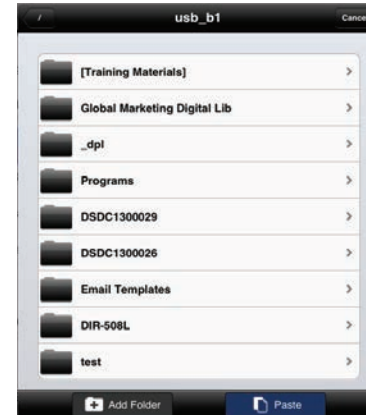 / usb_b1 Cance
[Training Materials]
Global Marketing Digital Lib
_dpl
Programs
DSDC1300029
DSDC1300026
Email Templates
DIR-508L
test
Add Folder Paste